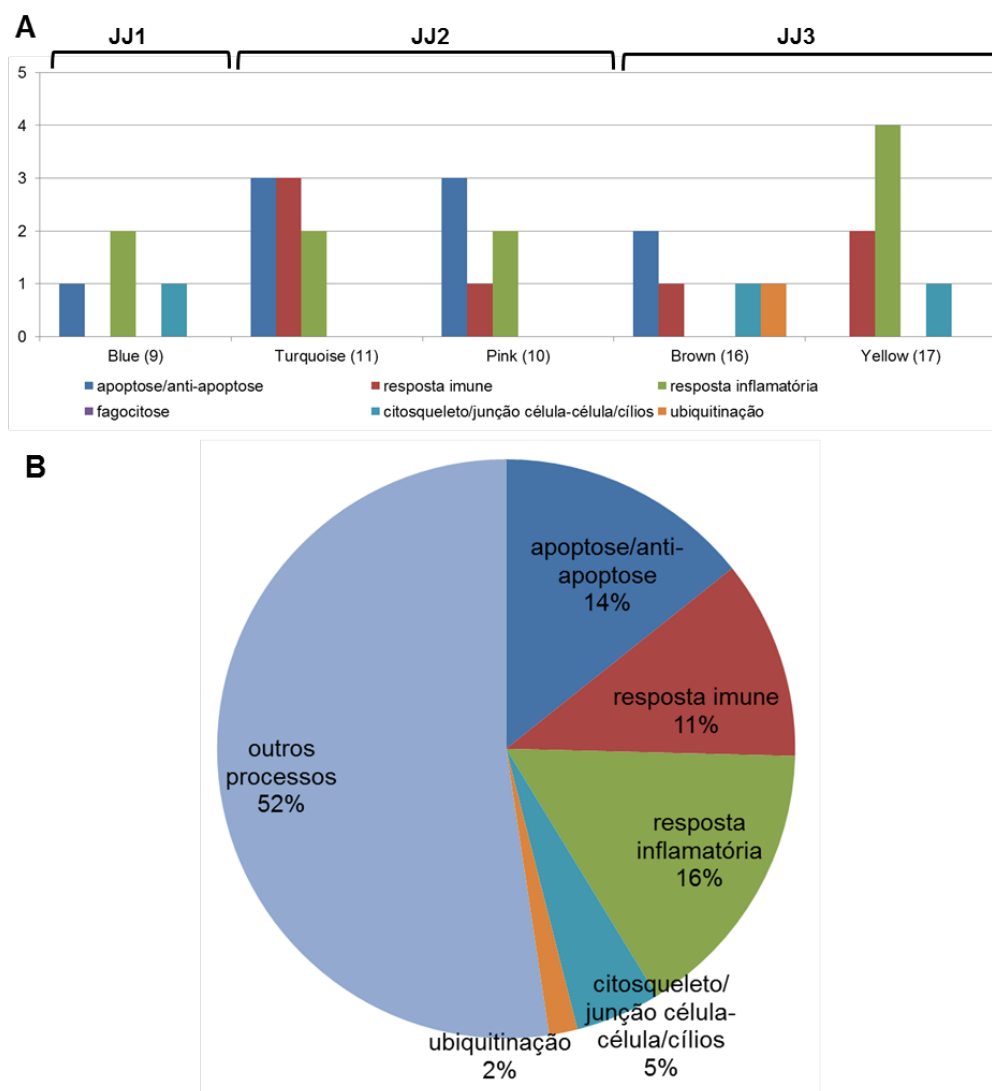 A
JJ1 JJ2 JJ3
5
4
3
2
1
0
Blue (9) Turquoise (11) Pink (10) Brown (16) Yellow (17)
apoptose/anti-apoptose resposta imune resposta inflamatória
fagocitose citosqueleto/junção célula-célula/cílios ubiquitinação
B
apoptose/anti-
apoptose
14%
resposta imune
11%
outros
processos
52%
resposta
inflamatória
16%
citosqueleto/
junção célula-
célula/cílios
5%
ubiquitinação
2%